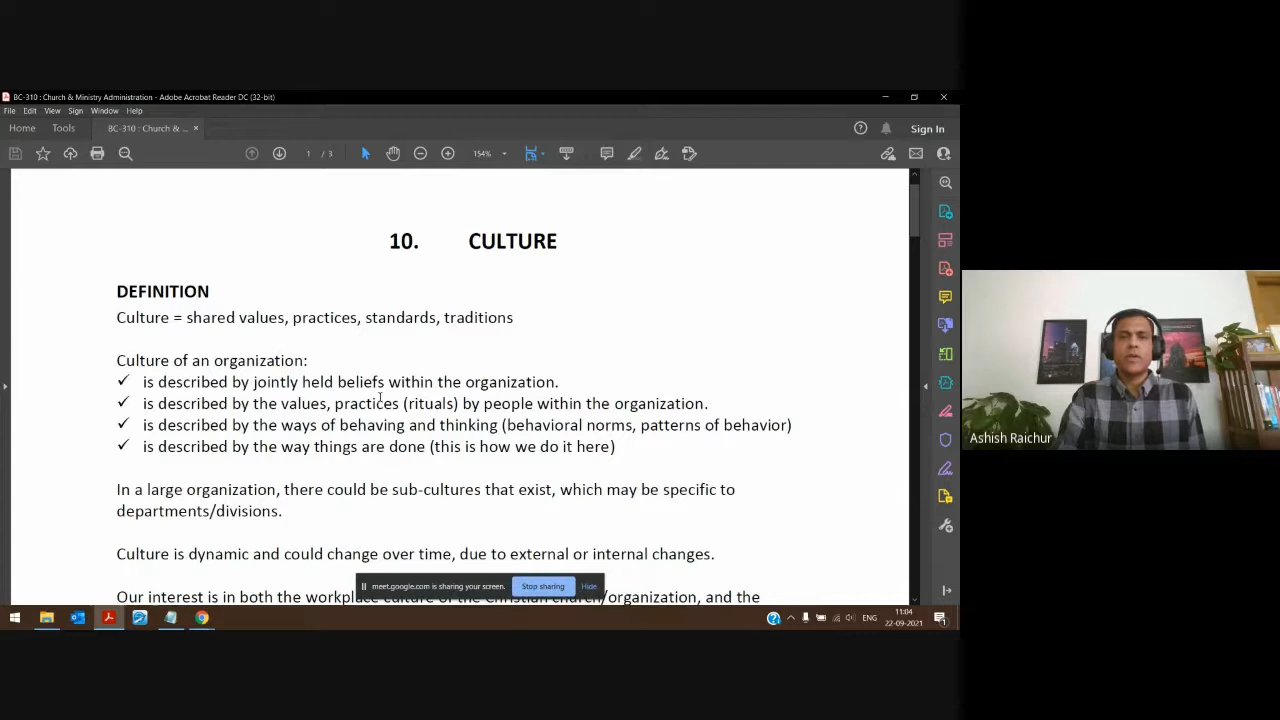 BC-310 : Church & Ministry Administration - Adobe Acrobat Reader DC (32-bit)
File Edit View Sign Window Help
Home Tools BC-310 : Church & ... × Sign In
1 / 3 154%
10. CULTURE
DEFINITION
Culture = shared values, practices, standards, traditions
Culture of an organization:
✓ is described by jointly held beliefs within the organization.
✓ is described by the values, practices (rituals) by people within the organization.
✓ is described by the ways of behaving and thinking (behavioral norms, patterns of behavior)
✓ is described by the way things are done (this is how we do it here)
In a large organization, there could be sub-cultures that exist, which may be specific to
departments/divisions.
Culture is dynamic and could change over time, due to external or internal changes.
meet.google.com is sharing your screen. Stop sharing Hide
Our interest is in both the workplace culture of the Christian church/organization, and the
ENG
11:04
22-09-2021
Ashish Raichur